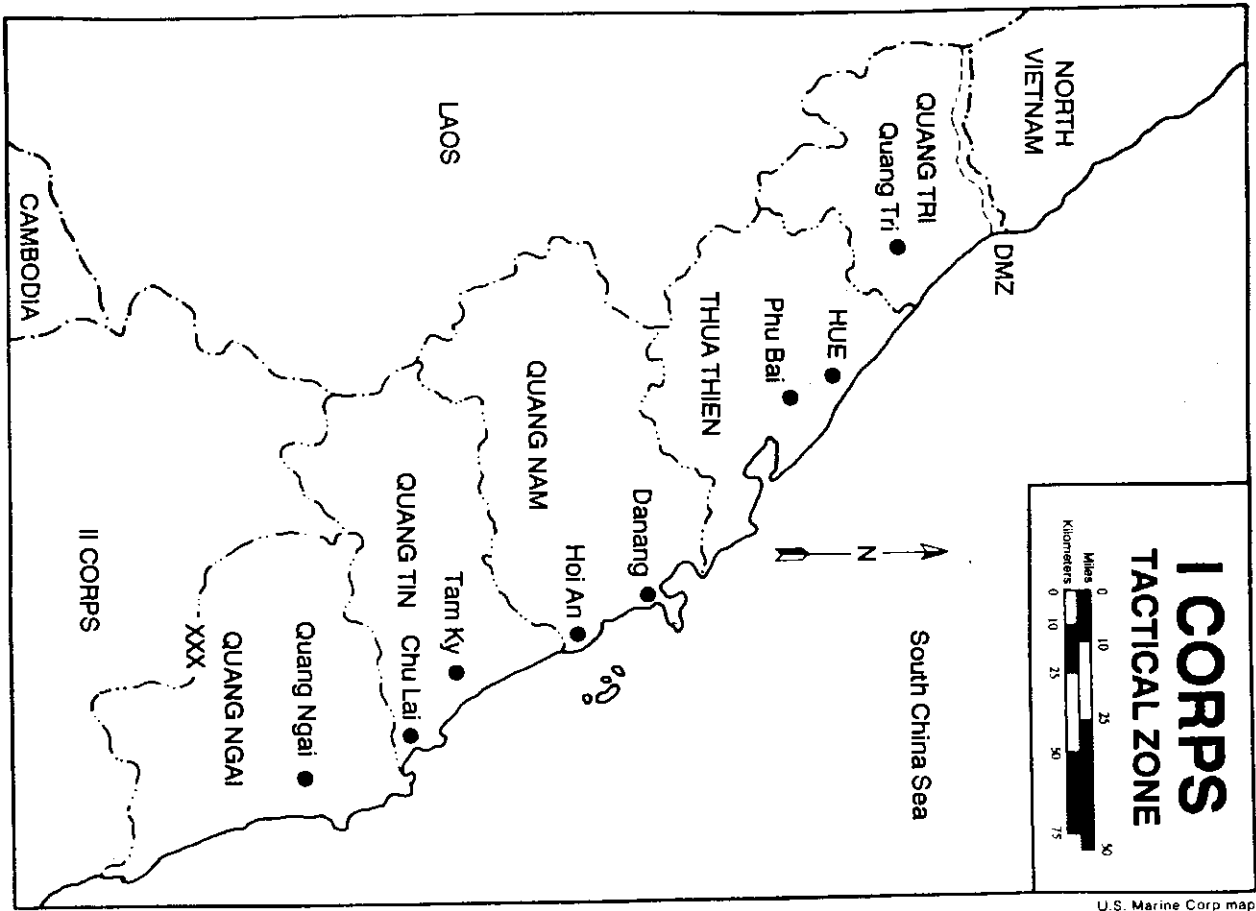 I CORPS
TACTICAL ZONE
Miles
0 10 25 50
Kilometers
0 10 25 50 75
NORTH
VIETNAM
DMZ
QUANG TRI
Quang Tri
HUE
Phu Bai
THUA THIEN
LAOS
N
South China Sea
Danang
QUANG NAM
Hoi An
Tam Ky
QUANG TIN
Chu Lai
Quang Ngai
QUANG NGAI
XXX
II CORPS
CAMBODIA
U.S. Marine Corp map